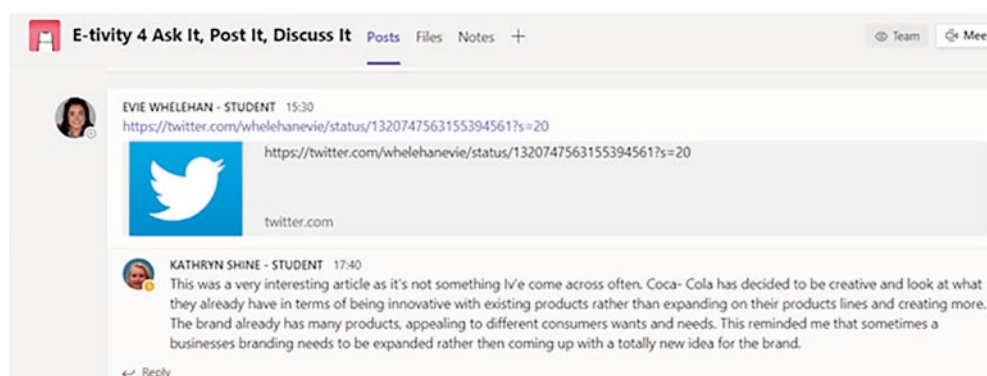 E-tivity 4 Ask It, Post It, Discuss It Posts Files Notes + Team Mee
EVIE WHELEHAN - STUDENT 15:30
https://twitter.com/whelehanevie/status/1320747563155394561?s=20
https://twitter.com/whelehanevie/status/1320747563155394561?s=20
twitter.com
KATHRYN SHINE - STUDENT 17:40
This was a very interesting article as it's not something Iv'e come across often. Coca- Cola has decided to be creative and look at what
they already have in terms of being innovative with existing products rather than expanding on their products lines and creating more.
The brand already has many products, appealing to different consumers wants and needs. This reminded me that sometimes a
businesses branding needs to be expanded rather then coming up with a totally new idea for the brand.
Reply